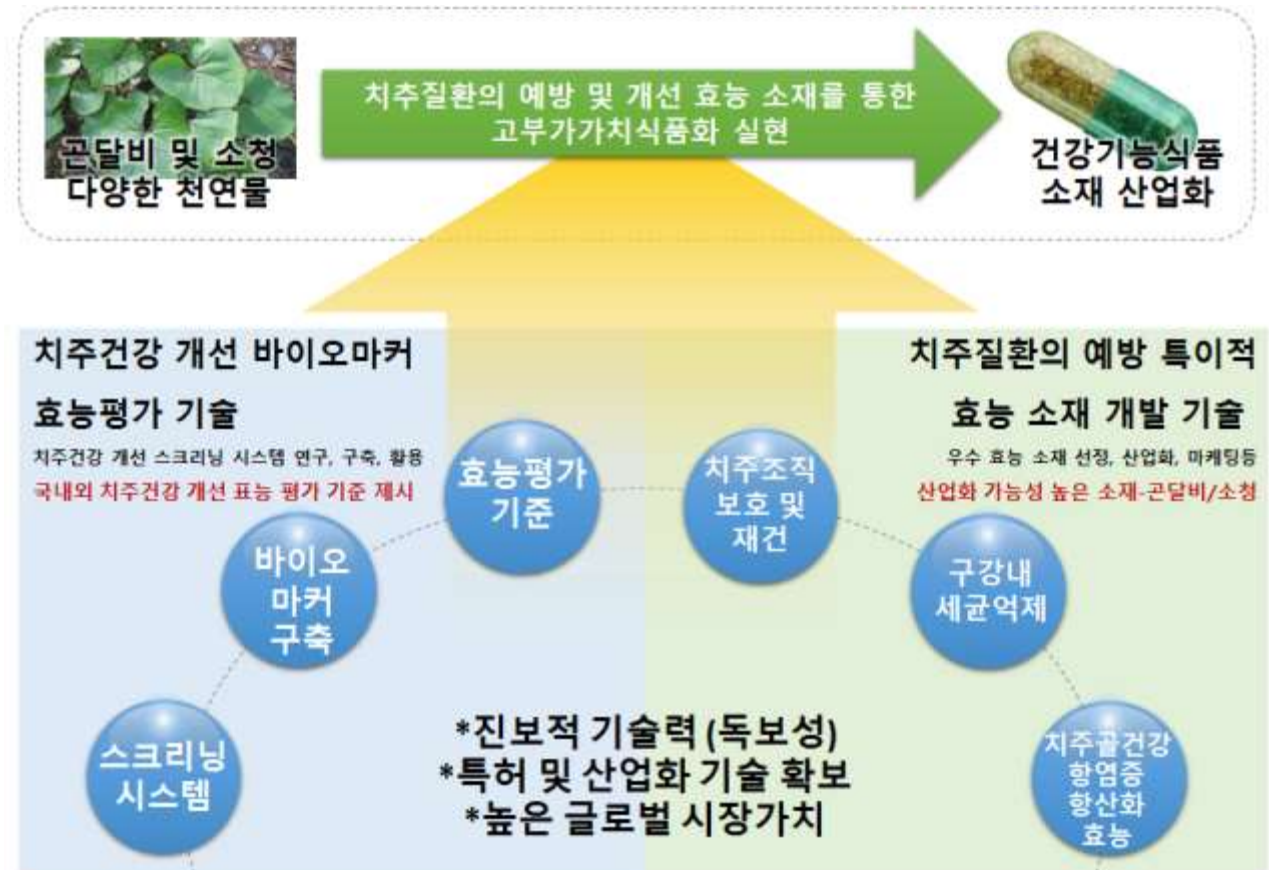 치추질환의 예방 및 개선 효능 소재를 통한
고부가가치식품화 실현
곤달비 및 소청
다양한 천연물
건강기능식품
소재 산업화
치주건강 개선 바이오마커
효능평가 기술
치주건강 개선 스크리닝 시스템 연구, 구축, 활용
국내외 치주건강 개선 표능 평가 기준 제시
치주질환의 예방 특이적
효능 소재 개발 기술
우수 효능 소재 선정, 산업화, 마케팅등
산업화 가능성 높은 소재-곤달비/소청
효능평가
기준
치주조직
보호 및
재건
바이오
마커
구축
구강내
세균억제
스크리닝
시스템
치주골건강
항염증
항산화
효능
*진보적 기술력 (독보성)
*특허 및 산업화 기술 확보
*높은 글로벌 시장가치